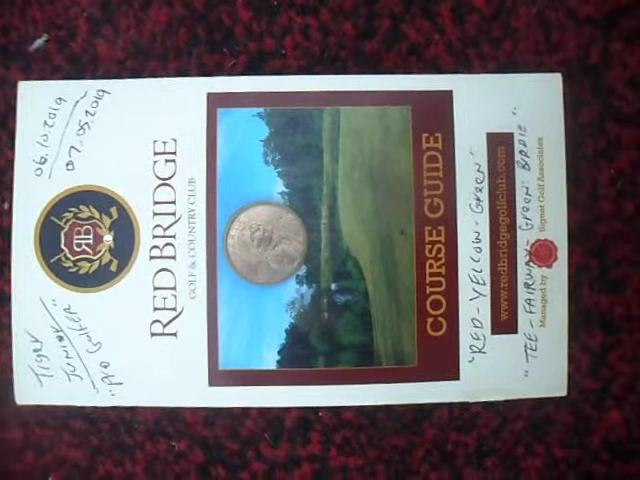 TIGER
JUNIOR
"PRO GOLFER"
06.10.2019
07.05.2019
RB
RED BRIDGE
GOLF & COUNTRY CLUB
COURSE GUIDE
"RED-YELLOW-GREEN"
www.redbridgegolfclub.com
"TEE-FAIRWAY-GREEN BIRDIE".
Managed by Signet Golf Associates